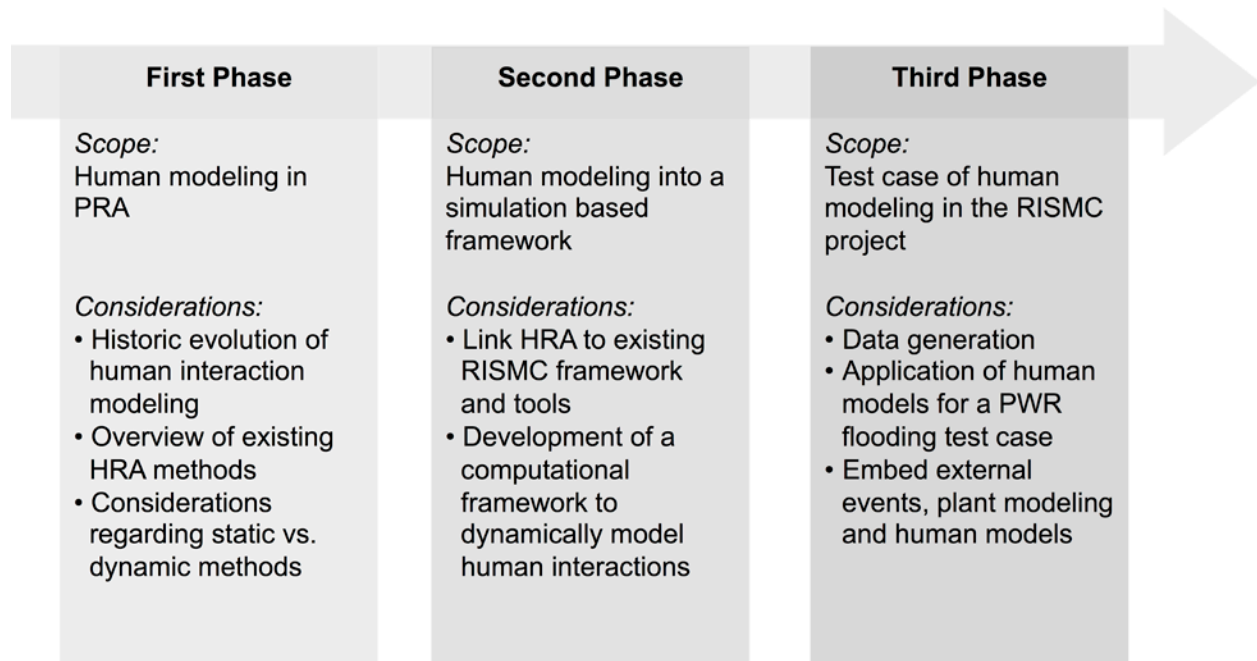 First Phase
Scope:
Human modeling in
PRA
Considerations:
• Historic evolution of
human interaction
modeling
• Overview of existing
HRA methods
• Considerations
regarding static vs.
dynamic methods
Second Phase
Scope:
Human modeling into a
simulation based
framework
Considerations:
• Link HRA to existing
RISMC framework
and tools
• Development of a
computational
framework to
dynamically model
human interactions
Third Phase
Scope:
Test case of human
modeling in the RISMC
project
Considerations:
• Data generation
• Application of human
models for a PWR
flooding test case
• Embed external
events, plant modeling
and human models